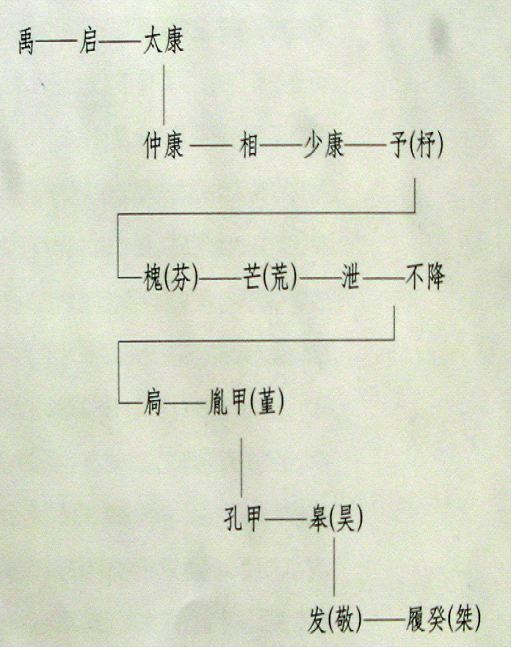 禹 启 太康
仲康 相 少康 予(杼)
槐(芬) 芒(荒) 泄 不降
扃 胤甲(堇)
孔甲 皋(昊)
发(敬) 履癸(桀)